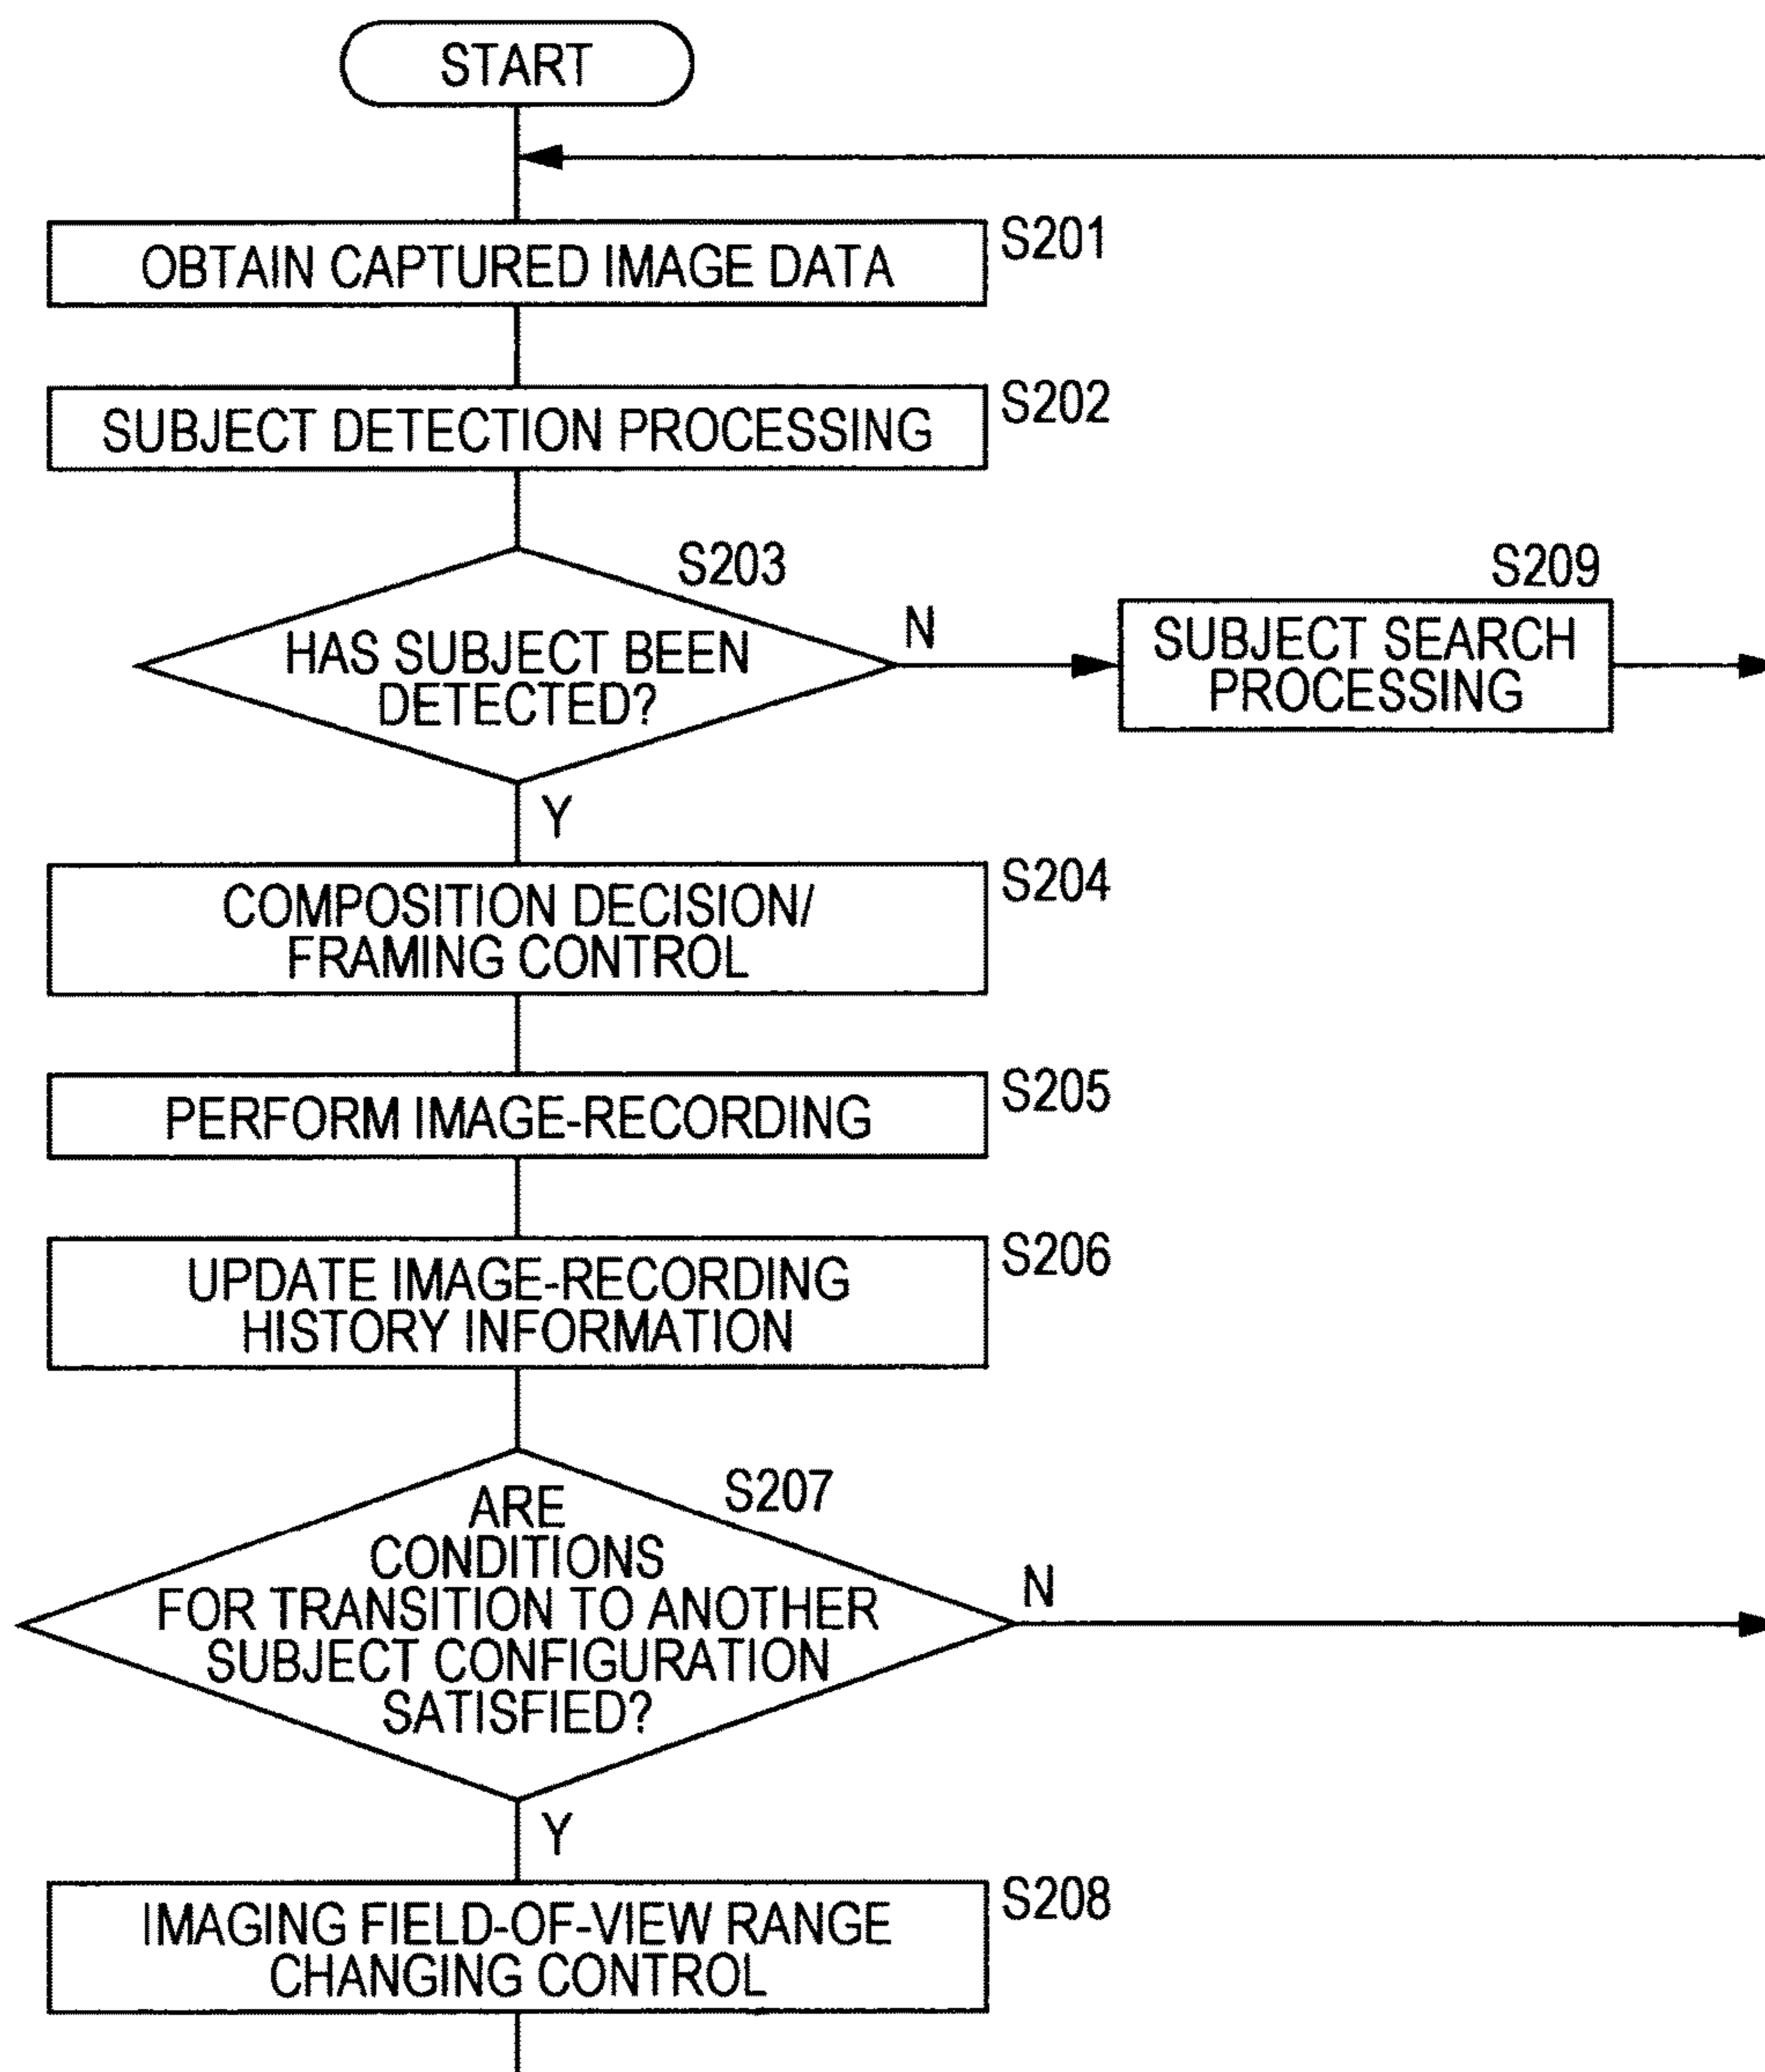 START
OBTAIN CAPTURED IMAGE DATA
S201
SUBJECT DETECTION PROCESSING
S202
S203
HAS SUBJECT BEEN
DETECTED?
N
S209
SUBJECT SEARCH
PROCESSING
Y
COMPOSITION DECISION/
FRAMING CONTROL
S204
PERFORM IMAGE-RECORDING
S205
UPDATE IMAGE-RECORDING
HISTORY INFORMATION
S206
S207
ARE
CONDITIONS
FOR TRANSITION TO ANOTHER
SUBJECT CONFIGURATION
SATISFIED?
N
Y
IMAGING FIELD-OF-VIEW RANGE
CHANGING CONTROL
S208